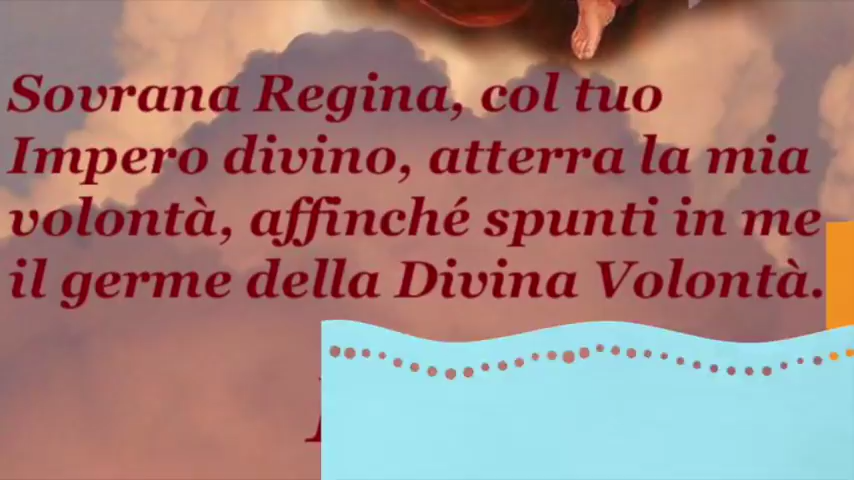 Sovrana Regina, col tuo
Impero divino, atterra la mia
volontà, affinché spunti in me
il germe della Divina Volontà.